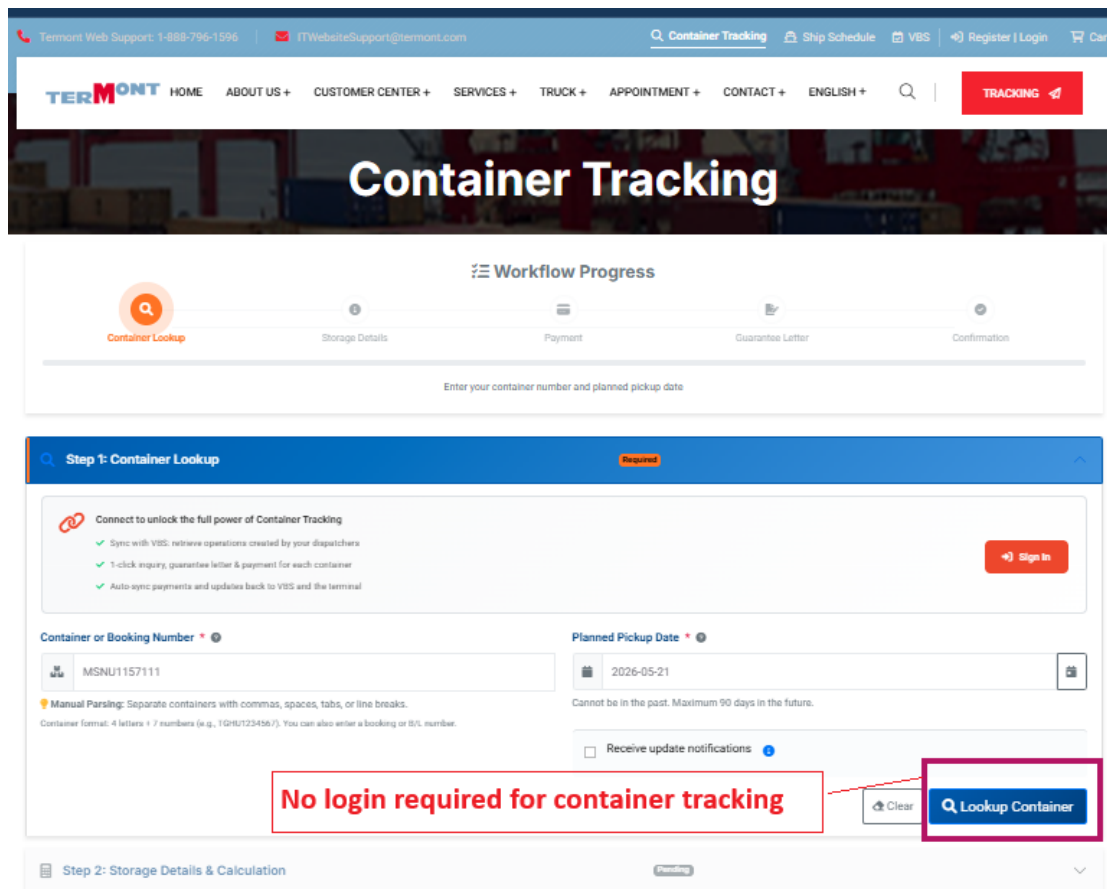 Termont Web Support: 1-888-796-1596 ITWebsiteSupport@termont.com Container Tracking Ship Schedule VBS Register | Login Car
TERMONT HOME ABOUT US + CUSTOMER CENTER + SERVICES + TRUCK + APPOINTMENT + CONTACT + ENGLISH + TRACKING
Container Tracking
Workflow Progress
Container Lookup Storage Details Payment Guarantee Letter Confirmation
Enter your container number and planned pickup date
Step 1: Container Lookup Required
Connect to unlock the full power of Container Tracking
Sync with VBS: retrieve operations created by your dispatchers
1-click inquiry, guarantee letter & payment for each container
Auto-sync payments and updates back to VBS and the terminal
Sign In
Container or Booking Number * Planned Pickup Date *
MSNU1157111 2026-05-21
Manual Parsing: Separate containers with commas, spaces, tabs, or line breaks. Cannot be in the past. Maximum 90 days in the future.
Container format: 4 letters + 7 numbers (e.g., TGHU1234567). You can also enter a booking or B/L number.
Receive update notifications
No login required for container tracking
Clear Lookup Container
Step 2: Storage Details & Calculation Pending